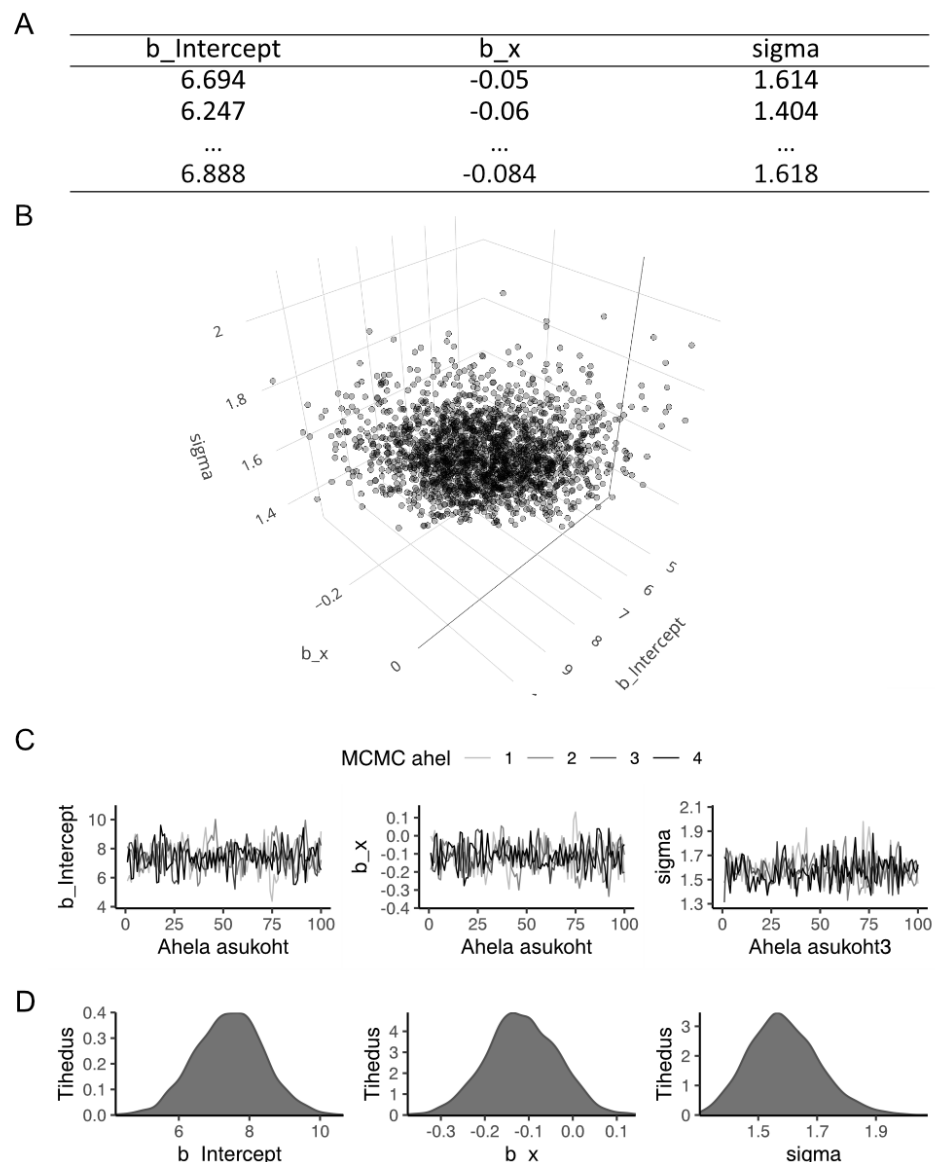 A
b_Intercept b_x sigma
6.694 -0.05 1.614
6.247 -0.06 1.404
... ... ...
6.888 -0.084 1.618
B
2
1.8
1.6
1.4
sigma
−0.2
0
b_x
5
6
7
8
9
b_Intercept
C
MCMC ahel 1 2 3 4
b_Intercept
10
8
6
4
0 25 50 75 100
Ahela asukoht
b_x
0.1
0.0
-0.1
-0.2
-0.3
-0.4
0 25 50 75 100
Ahela asukoht
sigma
2.1
1.9
1.7
1.5
1.3
0 25 50 75 100
Ahela asukoht3
D
Tihedus
0.4
0.3
0.2
0.1
0.0
6 8 10
b_Intercept
Tihedus
4
3
2
1
0
-0.3 -0.2 -0.1 0.0 0.1
b_x
Tihedus
3
2
1
0
1.5 1.7 1.9
sigma